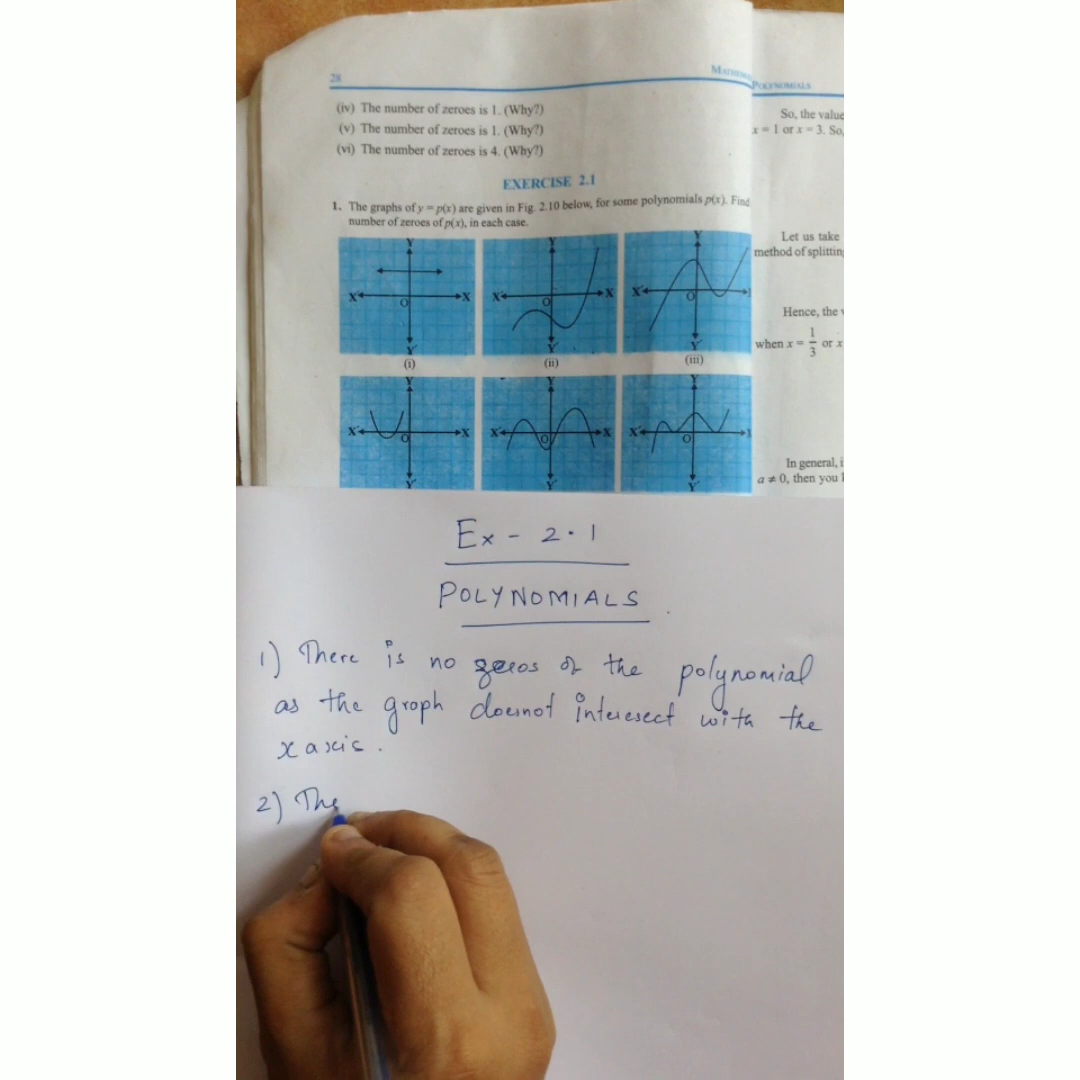 28
MATHEMA
(iv) The number of zeroes is 1. (Why?)
(v) The number of zeroes is 1. (Why?)
(vi) The number of zeroes is 4. (Why?)
EXERCISE 2.1
1. The graphs of y = p(x) are given in Fig. 2.10 below, for some polynomials p(x). Find
number of zeroes of p(x), in each case.
Y Y Y
X' O X X' O X X' O
Y' Y' Y'
(i) (ii) (iii)
Y Y Y
X' O X X' O X X' O
Y' Y' Y'
POLYNOMIALS
So, the value
x = 1 or x = 3. So,
Let us take
method of splitting
Hence, the
when x = 1/3 or x
In general, i
a ≠ 0, then you
Ex - 2.1
POLYNOMIALS
1) There is no zeros of the polynomial
as the graph doesnot interesect with the
x axis.
2) The